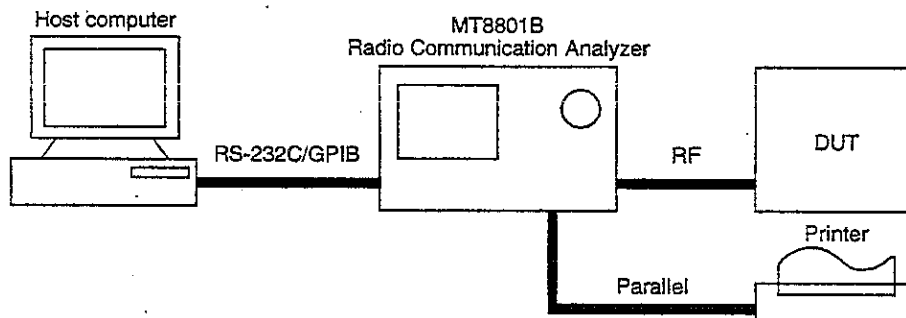 Host computer
MT8801B
Radio Communication Analyzer
RS-232C/GPIB
RF
DUT
Printer
Parallel